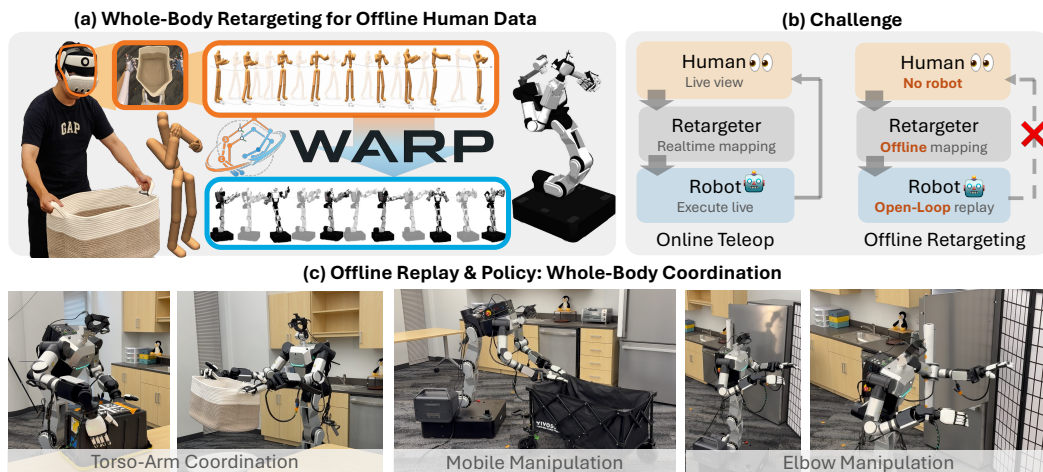 (a) Whole-Body Retargeting for Offline Human Data
GAP
WARP
(b) Challenge
Human
Live view
Retargeter
Realtime mapping
Robot
Execute live
Online Teleop
Human
No robot
Retargeter
Offline mapping
Robot
Open-Loop replay
Offline Retargeting
(c) Offline Replay & Policy: Whole-Body Coordination
VIVOS
Torso-Arm Coordination
Mobile Manipulation
Elbow Manipulation